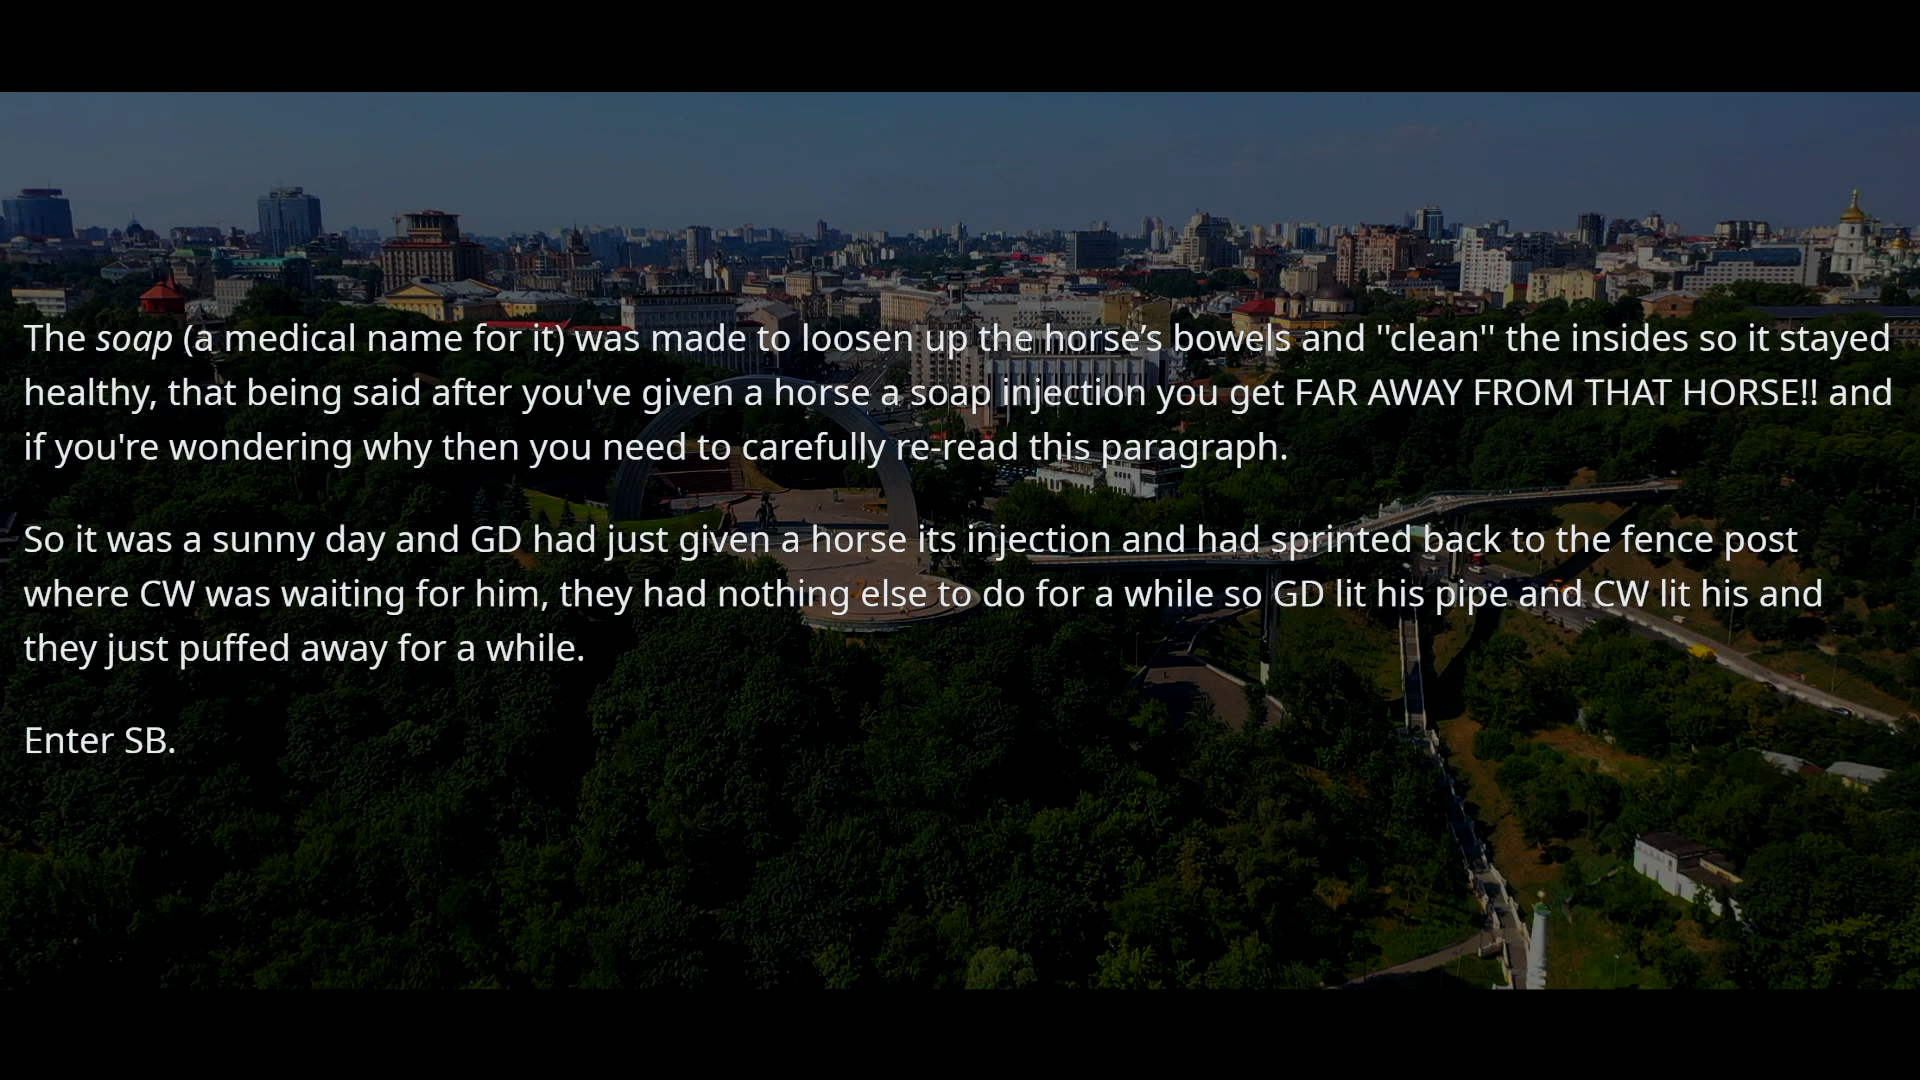 The soap (a medical name for it) was made to loosen up the horse’s bowels and ''clean'' the insides so it stayed
healthy, that being said after you've given a horse a soap injection you get FAR AWAY FROM THAT HORSE!! and
if you're wondering why then you need to carefully re-read this paragraph.
So it was a sunny day and GD had just given a horse its injection and had sprinted back to the fence post
where CW was waiting for him, they had nothing else to do for a while so GD lit his pipe and CW lit his and
they just puffed away for a while.
Enter SB.